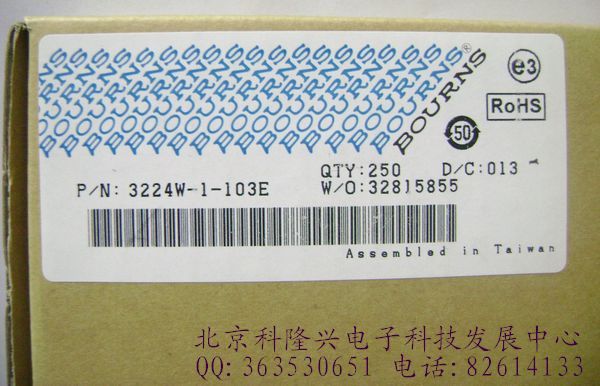 BOURNS®
e3
RoHS
50
QTY:250 D/C:013
P/N: 3224W-1-103E W/O:32815855
Assembled in Taiwan
北京科隆兴电子科技发展中心
QQ:363530651 电话:82614133